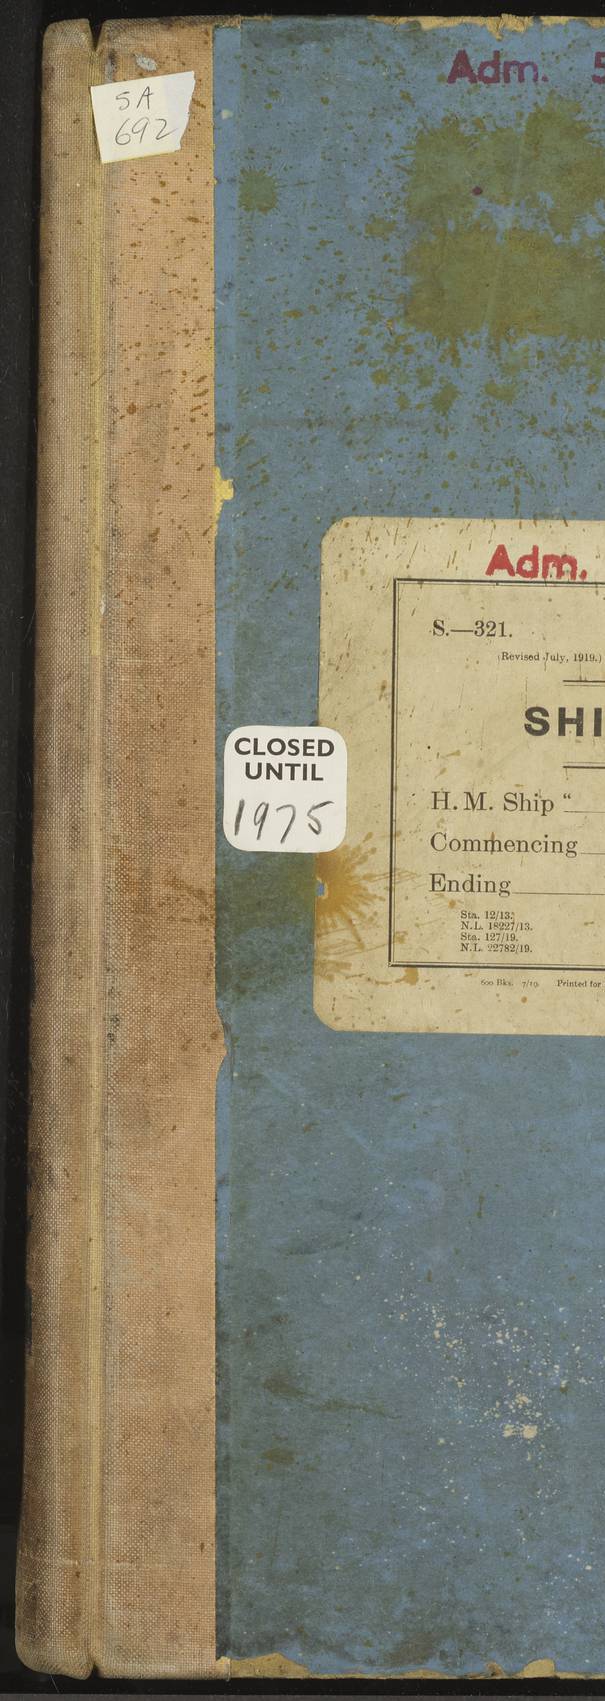 5A
692
Adm. 5
Adm.
S.—321.
(Revised July, 1919.)
SHI
CLOSED
UNTIL
1975
H. M. Ship “
Commencing
Ending
Sta. 12/13.
N.L. 18227/13.
Sta. 127/19.
N.L. 22782/19.
600 Bks. 7/19. Printed for